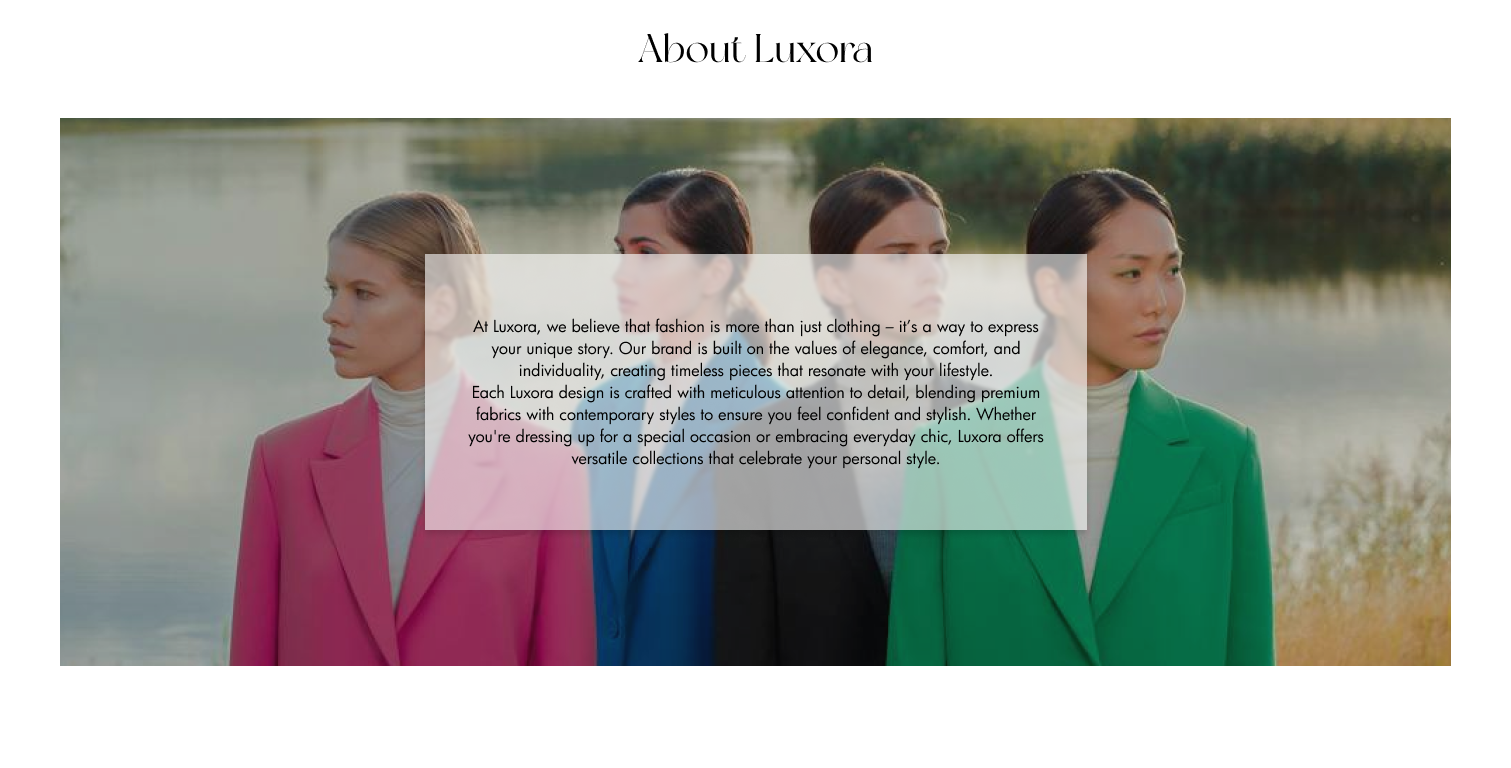 About Luxora
At Luxora, we believe that fashion is more than just clothing – it’s a way to express
your unique story. Our brand is built on the values of elegance, comfort, and
individuality, creating timeless pieces that resonate with your lifestyle.
Each Luxora design is crafted with meticulous attention to detail, blending premium
fabrics with contemporary styles to ensure you feel confident and stylish. Whether
you're dressing up for a special occasion or embracing everyday chic, Luxora offers
versatile collections that celebrate your personal style.